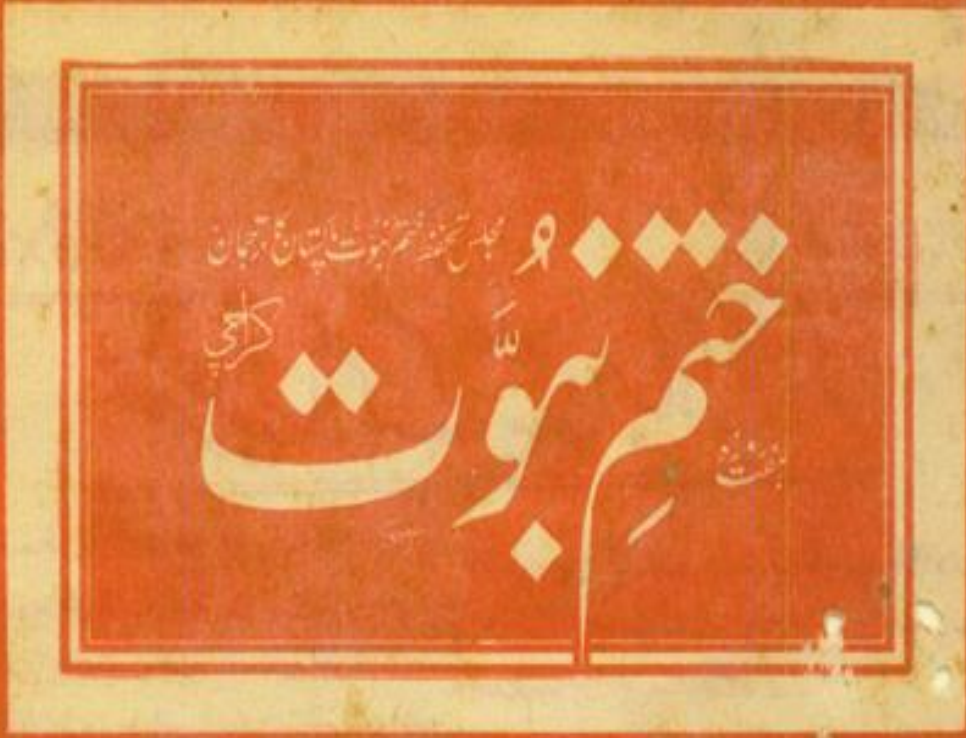 مجلس تحفظ ختم نبوت پاکستان کا ترجمان
ہفت روزہ
ختمِ نبوّت
کراچی